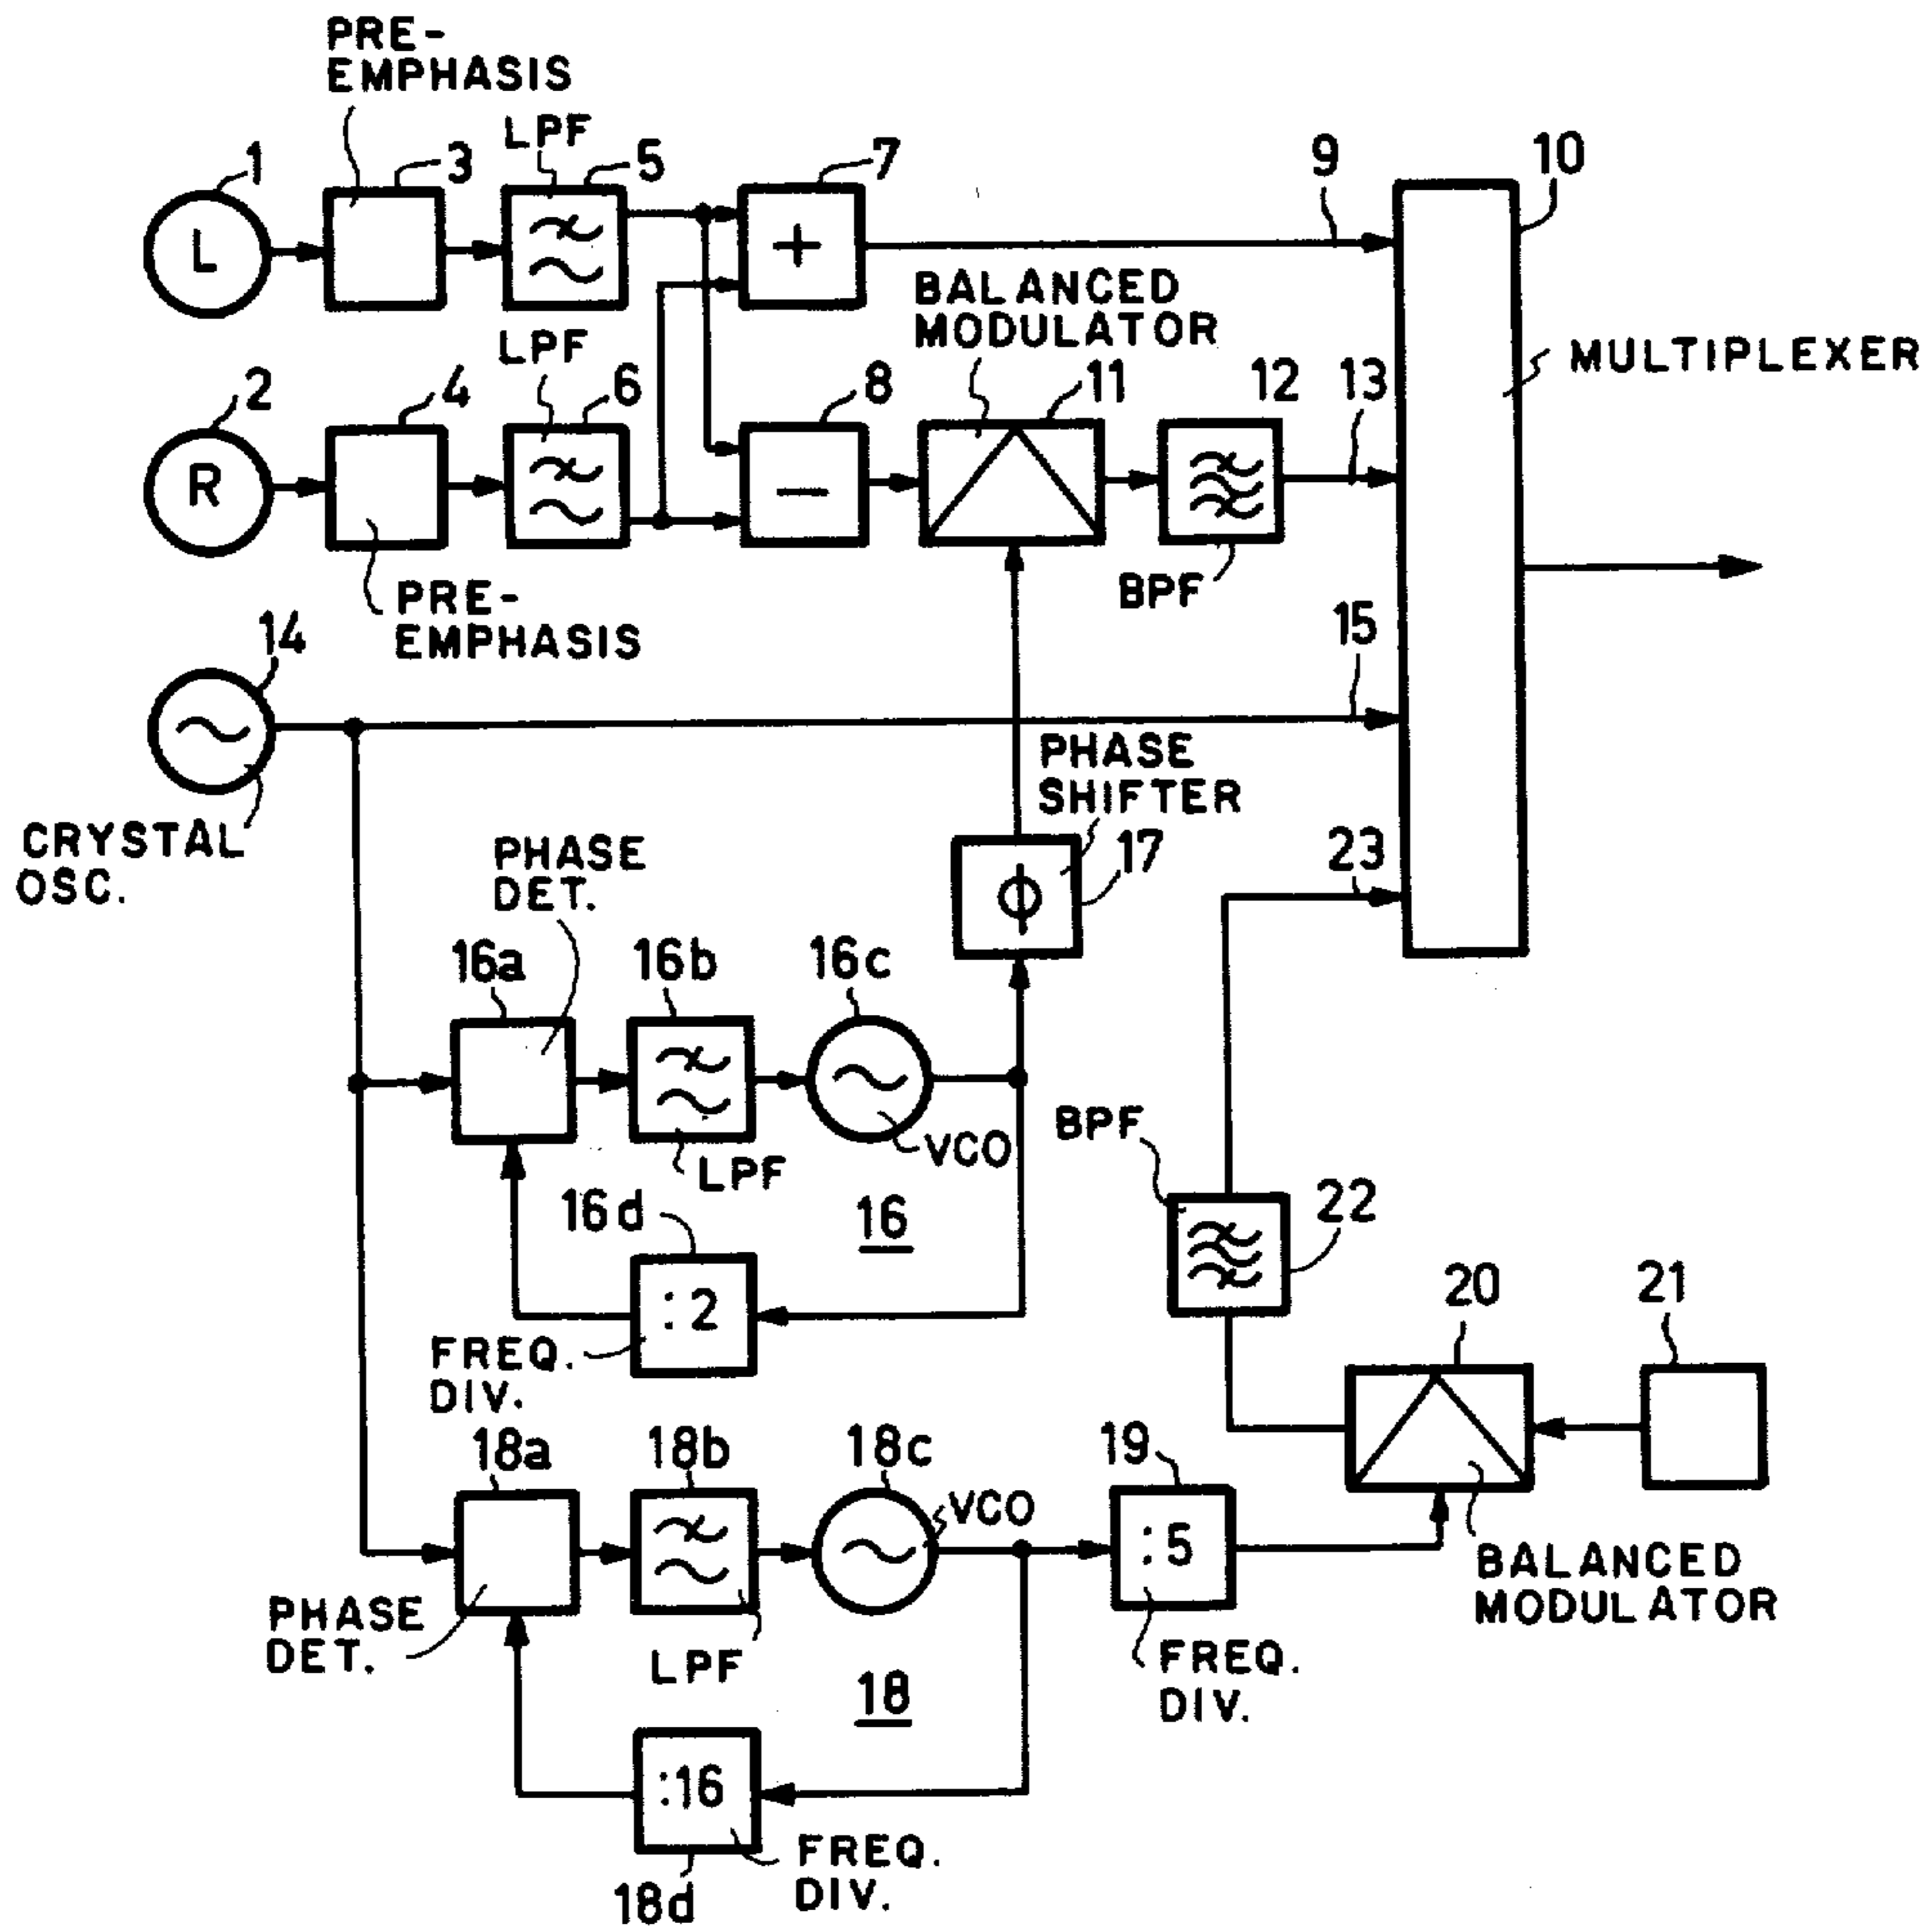 PRE-
EMPHASIS
1
3
LPF
5
7
9
10
L
+
BALANCED
MODULATOR
MULTIPLEXER
2
4
LPF
6
8
11
12
13
R
−
BPF
PRE-
EMPHASIS
14
15
CRYSTAL
OSC.
PHASE
SHIFTER
17
ϕ
23
PHASE
DET.
16a
16b
16c
VCO
LPF
16d
16
:2
FREQ.
DIV.
BPF
22
20
21
18a
18b
18c
VCO
19
:5
PHASE
DET.
LPF
18
FREQ.
DIV.
BALANCED
MODULATOR
:16
FREQ.
DIV.
18d